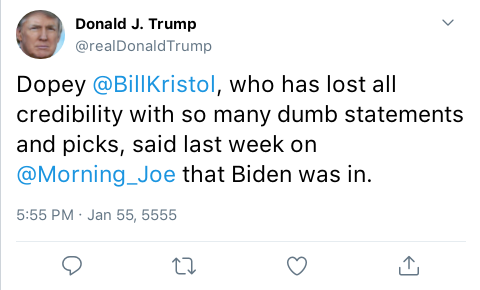 Donald J. Trump
@realDonaldTrump
Dopey @BillKristol, who has lost all
credibility with so many dumb statements
and picks, said last week on
@Morning_Joe that Biden was in.
5:55 PM · Jan 55, 5555